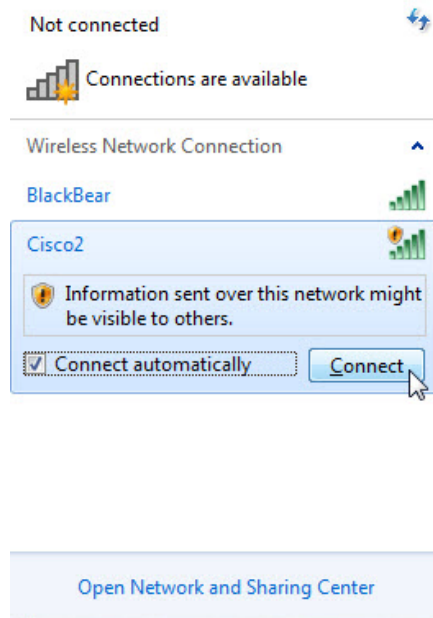 Not connected
Connections are available
Wireless Network Connection
BlackBear
Cisco2
Information sent over this network might
be visible to others.
Connect automatically
Connect
Open Network and Sharing Center